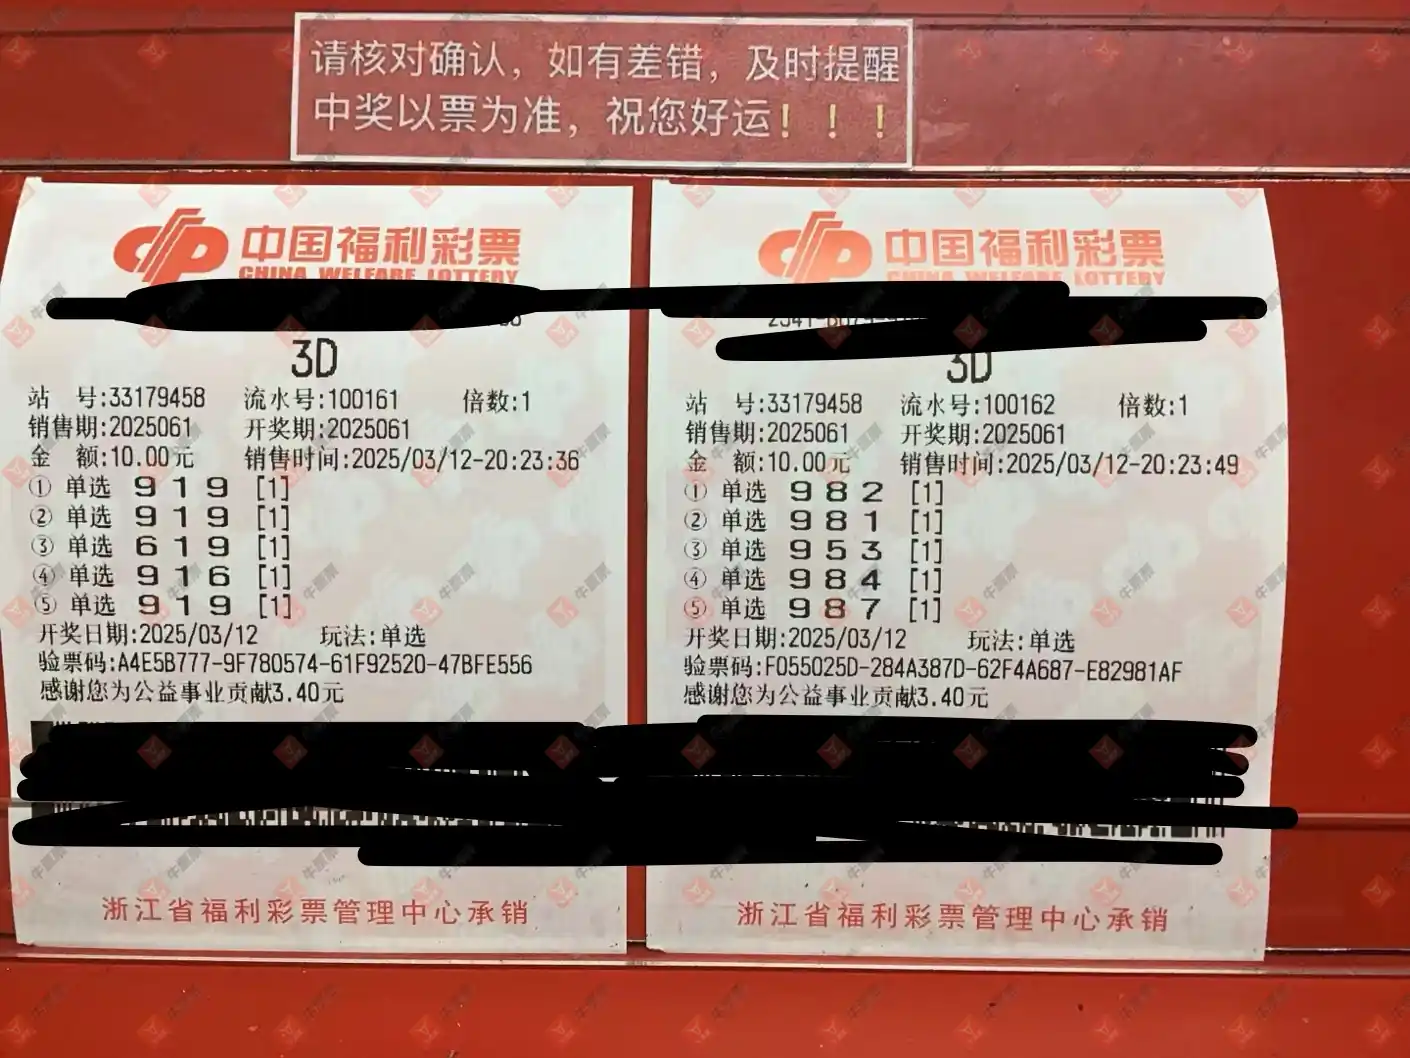 请核对确认，如有差错，及时提醒
中奖以票为准，祝您好运！！！
中国福利彩票
CHINA WELFARE LOTTERY
3D
站 号:33179458 流水号:100161 倍数:1
销售期:2025061 开奖期:2025061
金 额:10.00元 销售时间:2025/03/12-20:23:36
① 单选 9 1 9 [1]
② 单选 9 1 9 [1]
③ 单选 6 1 9 [1]
④ 单选 9 1 6 [1]
⑤ 单选 9 1 9 [1]
开奖日期:2025/03/12 玩法:单选
验票码:A4E5B777-9F780574-61F92520-47BFE556
感谢您为公益事业贡献3.40元
浙江省福利彩票管理中心承销
中国福利彩票
CHINA WELFARE LOTTERY
3D
站 号:33179458 流水号:100162 倍数:1
销售期:2025061 开奖期:2025061
金 额:10.00元 销售时间:2025/03/12-20:23:49
① 单选 9 8 2 [1]
② 单选 9 8 1 [1]
③ 单选 9 5 3 [1]
④ 单选 9 8 4 [1]
⑤ 单选 9 8 7 [1]
开奖日期:2025/03/12 玩法:单选
验票码:F055025D-284A387D-62F4A687-E82981AF
感谢您为公益事业贡献3.40元
浙江省福利彩票管理中心承销